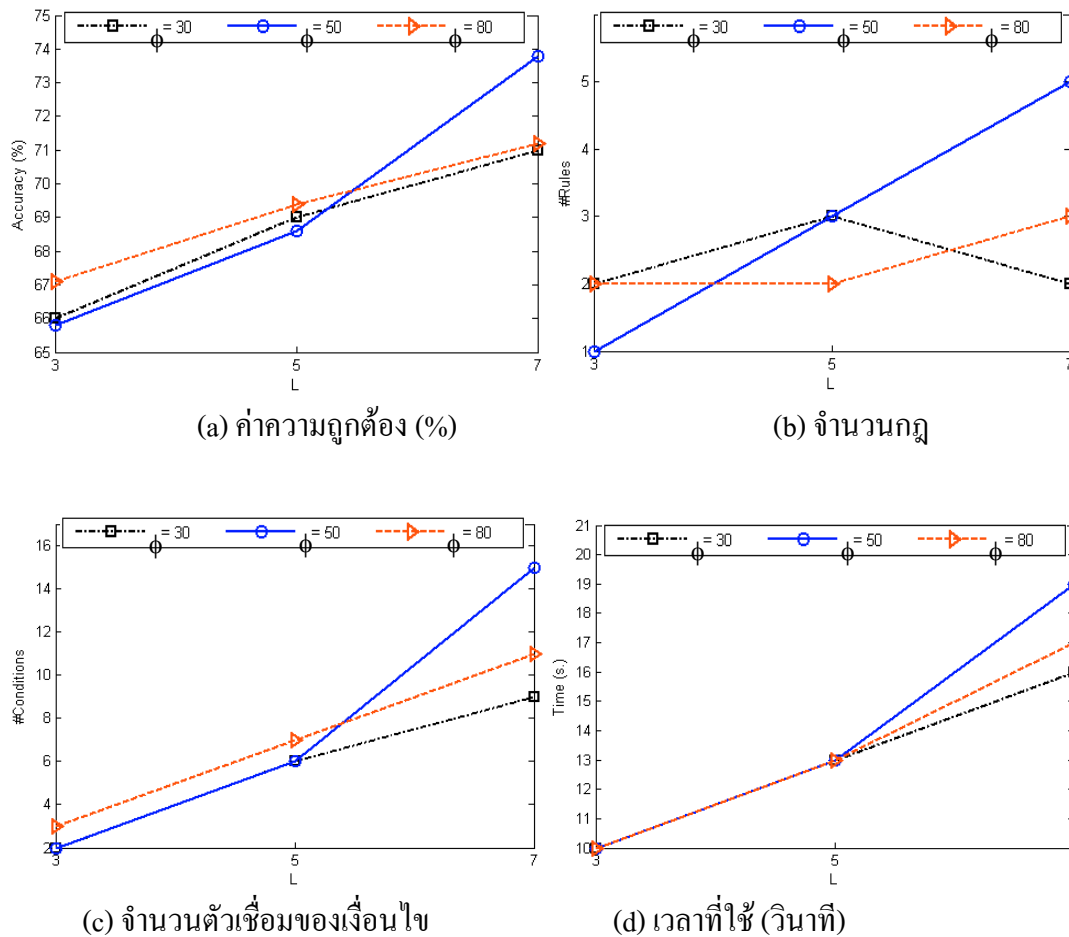 = 30 = 50 = 80
ϕ ϕ ϕ
75
74
73
72
71
70
69
68
67
66
65
Accuracy (%)
3 5 7
L
(a) ค่าความถูกต้อง (%)
= 30 = 50 = 80
ϕ ϕ ϕ
5
4
3
2
1
#Rules
3 5 7
L
(b) จำนวนกฎ
= 30 = 50 = 80
ϕ ϕ ϕ
16
14
12
10
8
6
4
2
#Conditions
3 5 7
L
(c) จำนวนตัวเชื่อมของเงื่อนไข
= 30 = 50 = 80
ϕ ϕ ϕ
21
20
19
18
17
16
15
14
13
12
11
10
Time (s.)
3 5
L
(d) เวลาที่ใช้ (วินาที)